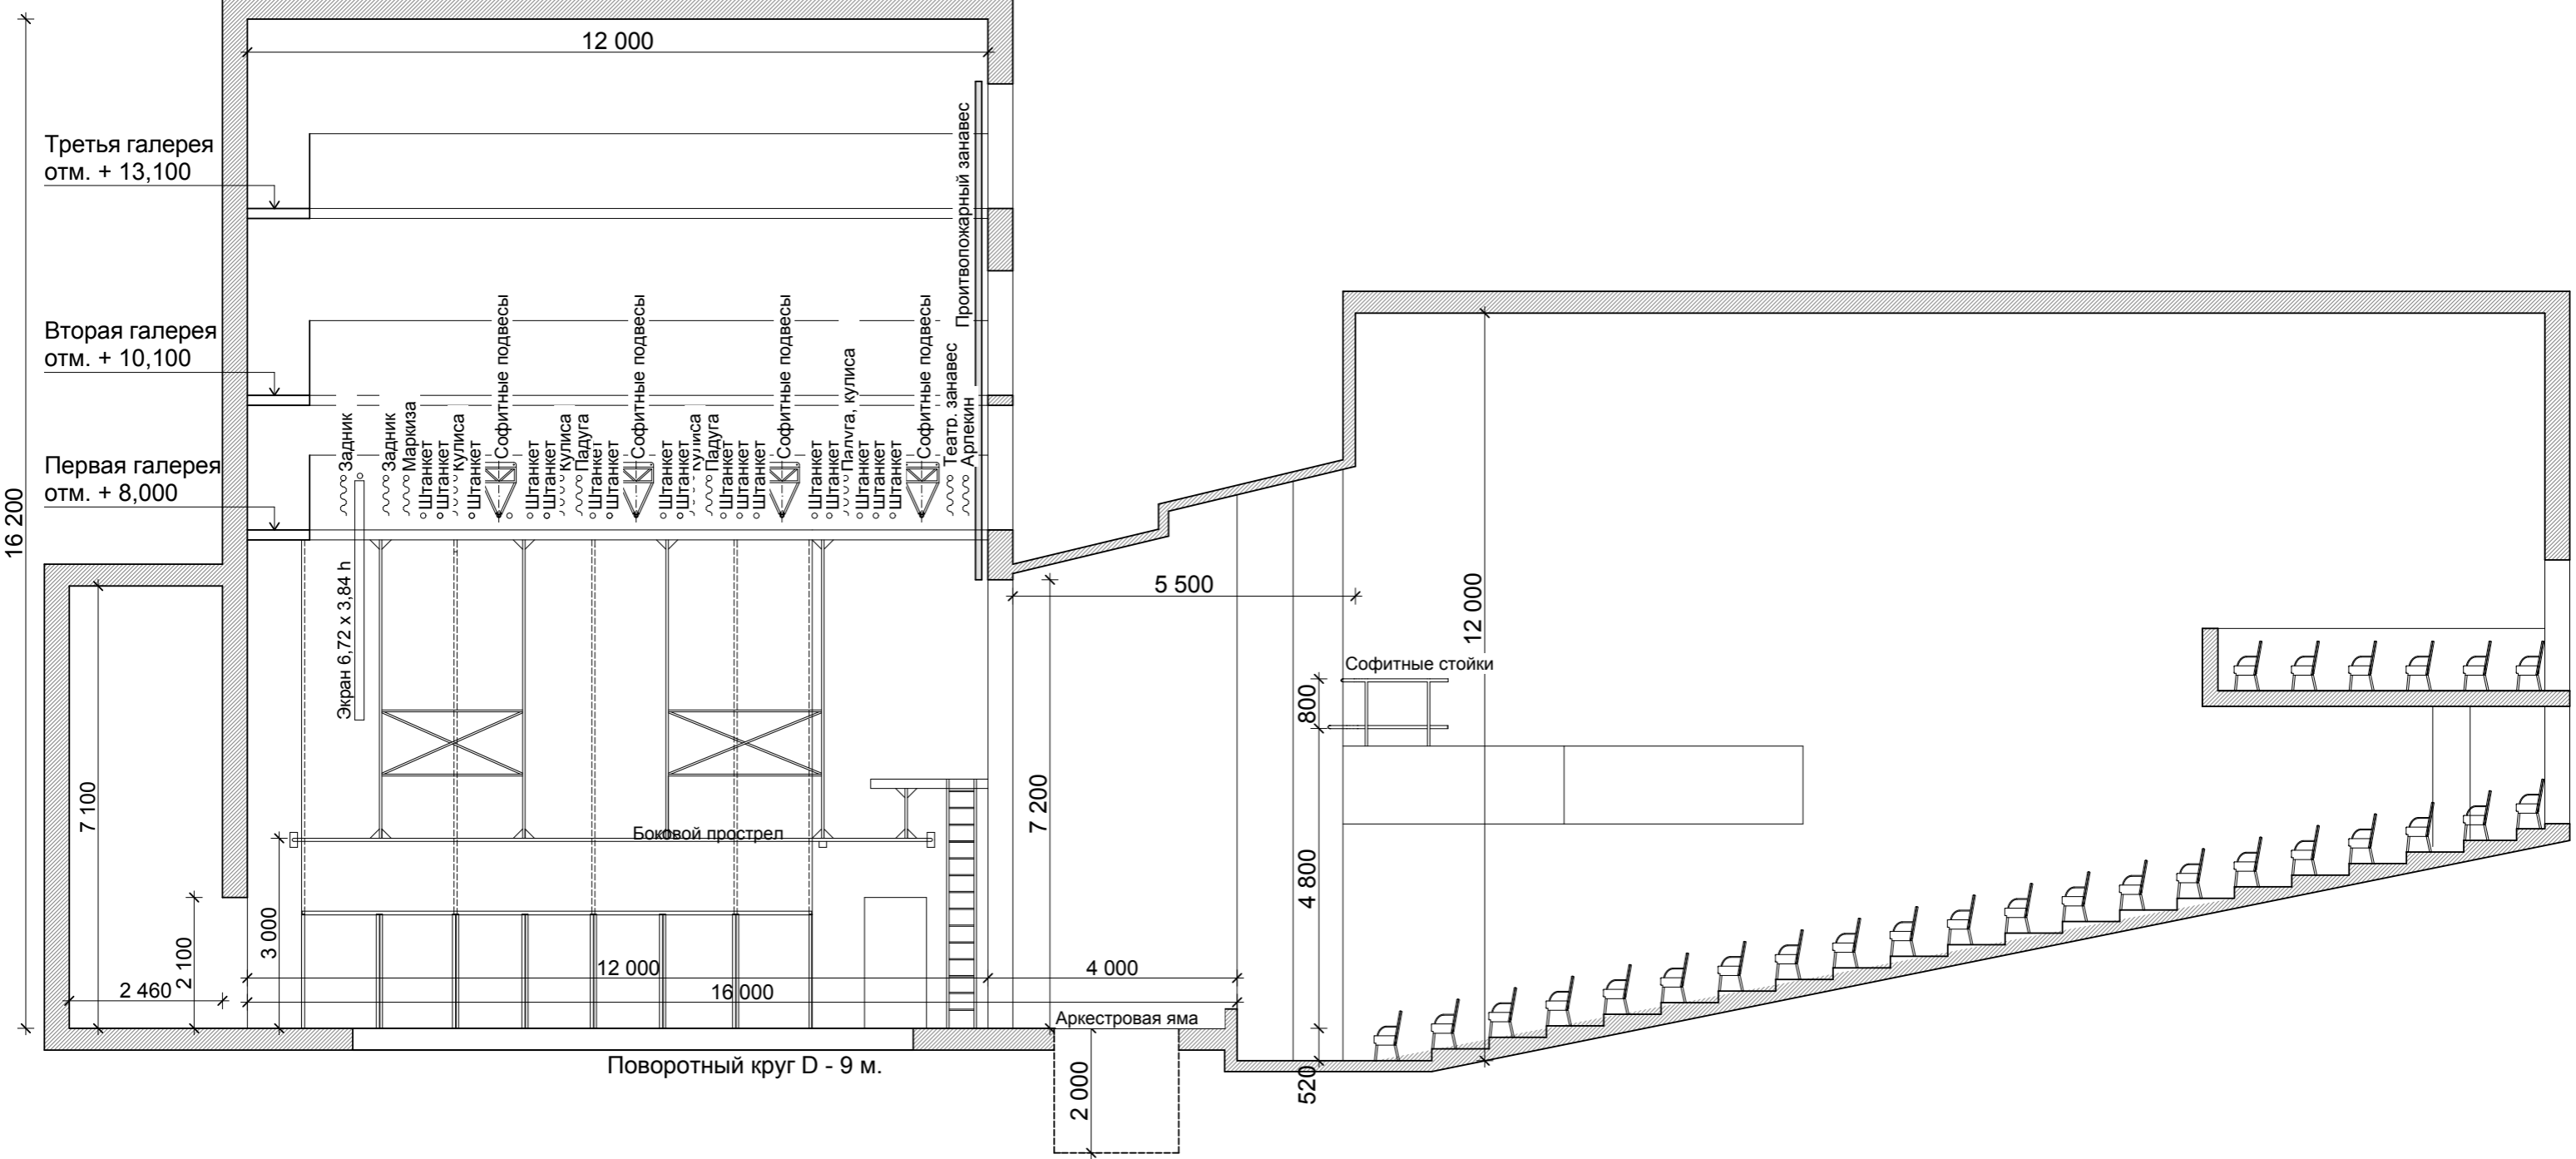 12 000
Третья галерея
отм. + 13,100
Вторая галерея
отм. + 10,100
Первая галерея
отм. + 8,000
16 200
Проитвопожарный занавес
Задник
Задник
Маркиза
Штанкет
Штанкет
Кулиса
Штанкет
Софитные подвесы
Штанкет
Штанкет
Кулиса
Падуга
Штанкет
Штанкет
Софитные подвесы
Штанкет
Штанкет
Кулиса
Падуга
Штанкет
Штанкет
Штанкет
Софитные подвесы
Штанкет
Штанкет
Падуга, кулиса
Штанкет
Штанкет
Штанкет
Софитные подвесы
Театр. занавес
Арлекин
Экран 6,72 x 3,84 h
5 500
12 000
Софитные стойки
800
7 100
7 200
Боковой прострел
4 800
3 000
2 100
12 000
4 000
2 460
16 000
Аркестровая яма
Поворотный круг D - 9 м.
2 000
520